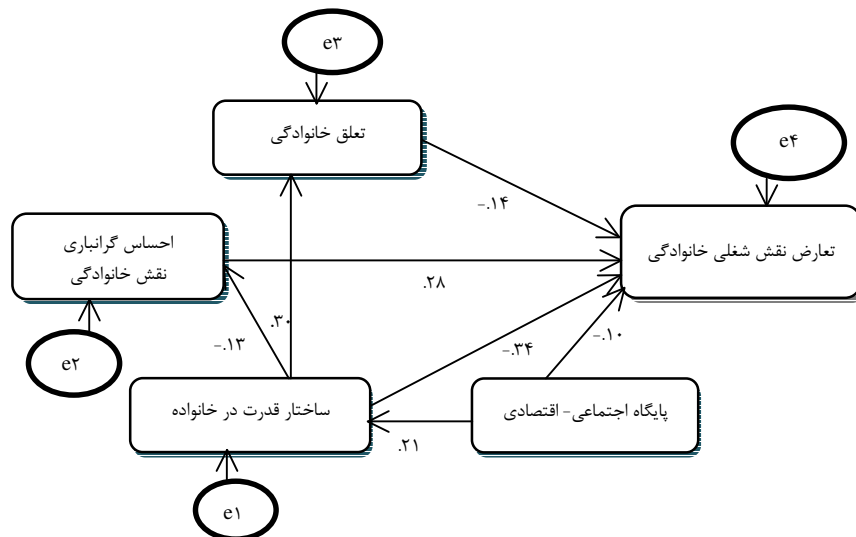 e۳
تعلق خانوادگی
e۴
-.۱۴
تعارض نقش شغلی خانوادگی
احساس گرانباری
نقش خانوادگی
.۲۸
.۳۰
-.۱۳
-.۳۴
-.۱۰
e۲
ساختار قدرت در خانواده
پایگاه اجتماعی- اقتصادی
.۲۱
e۱